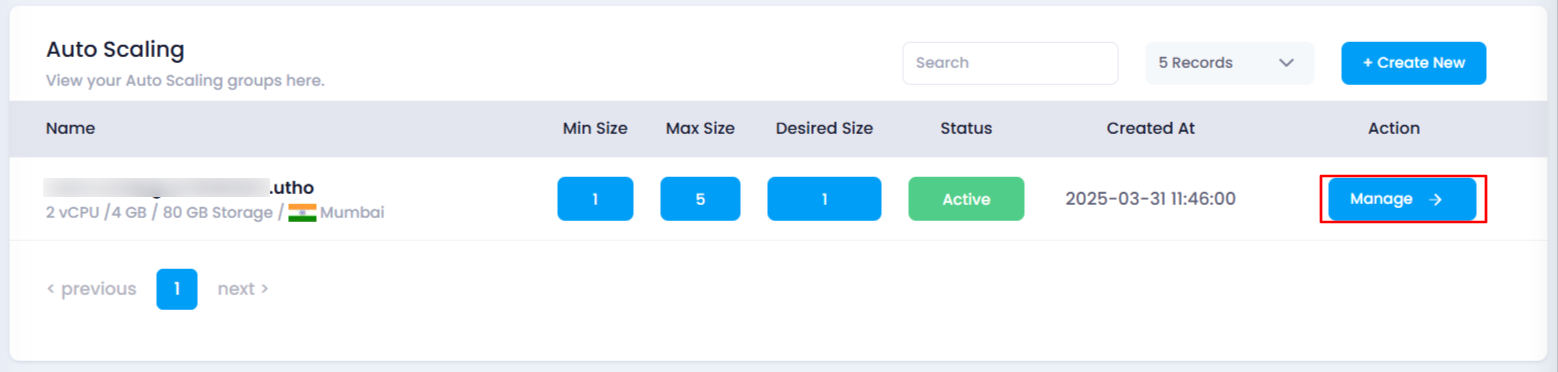 Auto Scaling
View your Auto Scaling groups here.
Search
5 Records
+ Create New
Name Min Size Max Size Desired Size Status Created At Action
.utho
2 vCPU /4 GB / 80 GB Storage / Mumbai
1 5 1 Active 2025-03-31 11:46:00 Manage →
< previous 1 next >